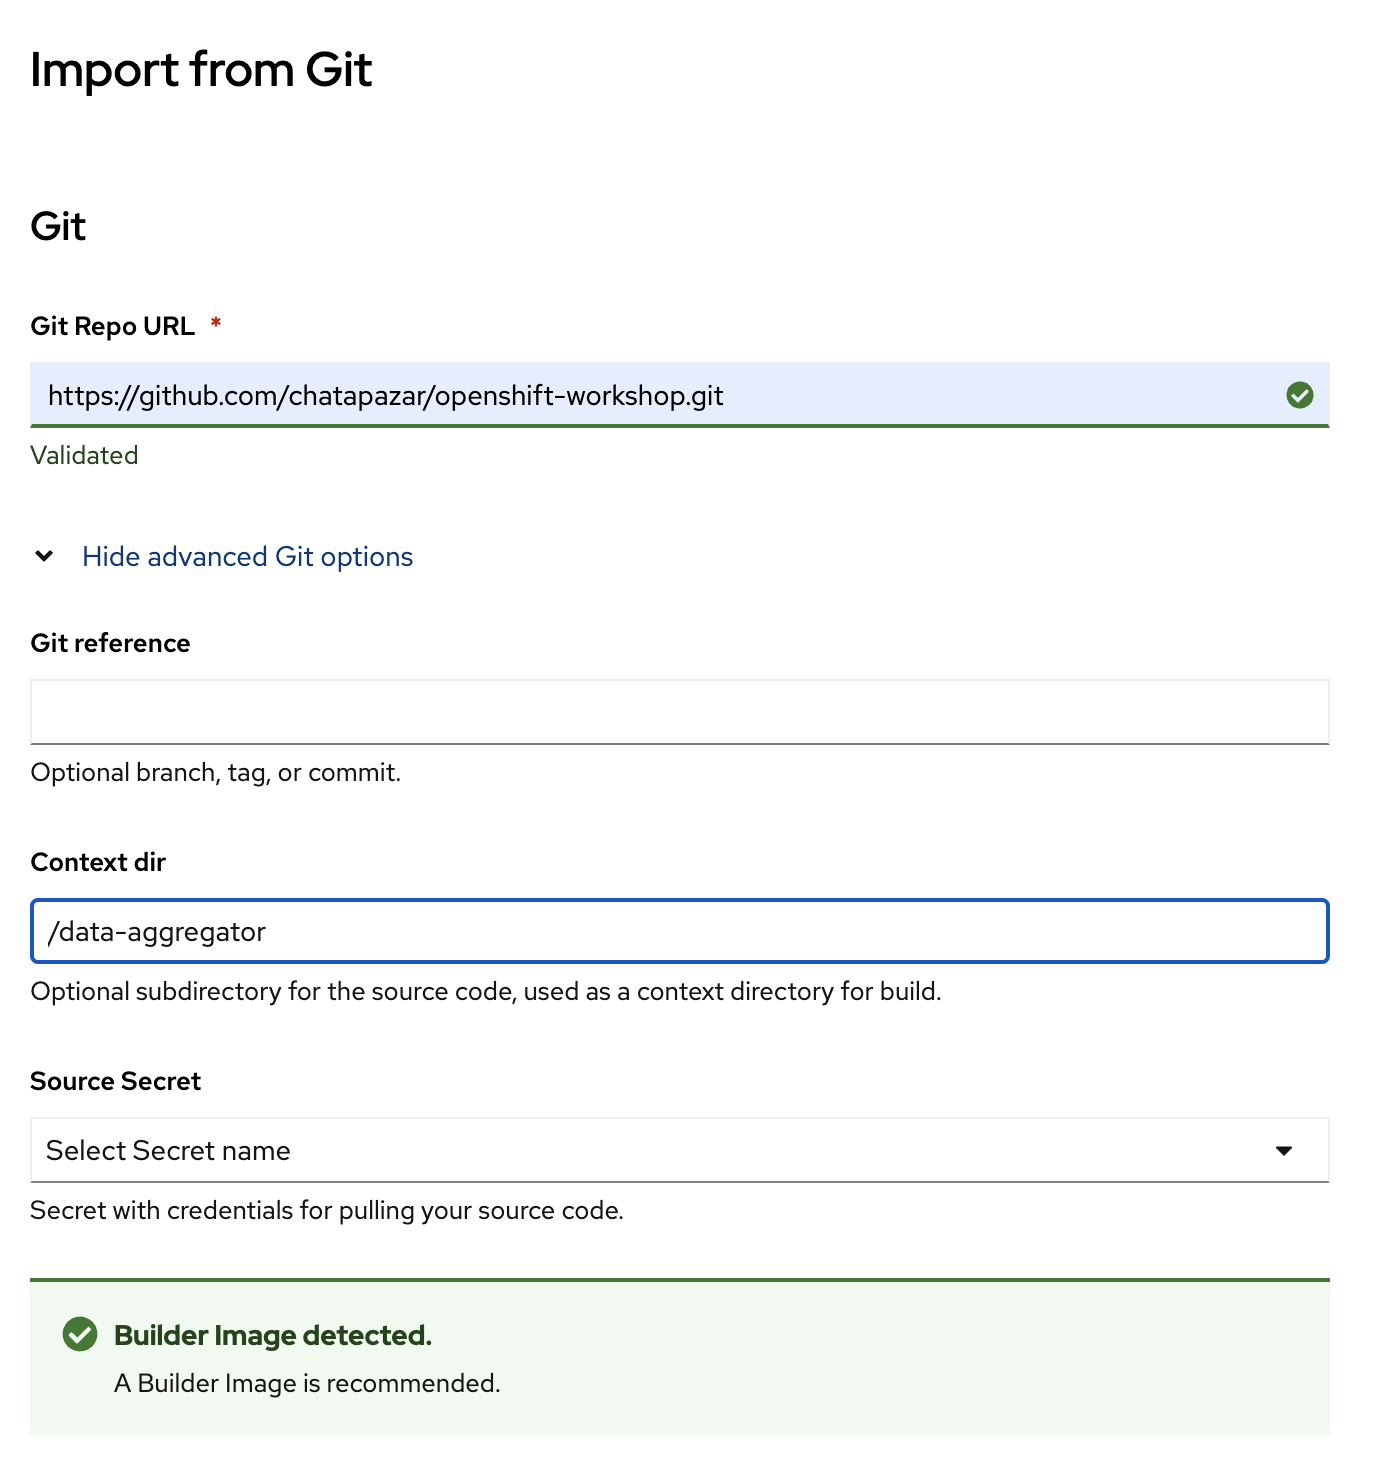 Import from Git
Git
Git Repo URL *
https://github.com/chatapazar/openshift-workshop.git
Validated
Hide advanced Git options
Git reference
Optional branch, tag, or commit.
Context dir
/data-aggregator
Optional subdirectory for the source code, used as a context directory for build.
Source Secret
Select Secret name
Secret with credentials for pulling your source code.
Builder Image detected.
A Builder Image is recommended.